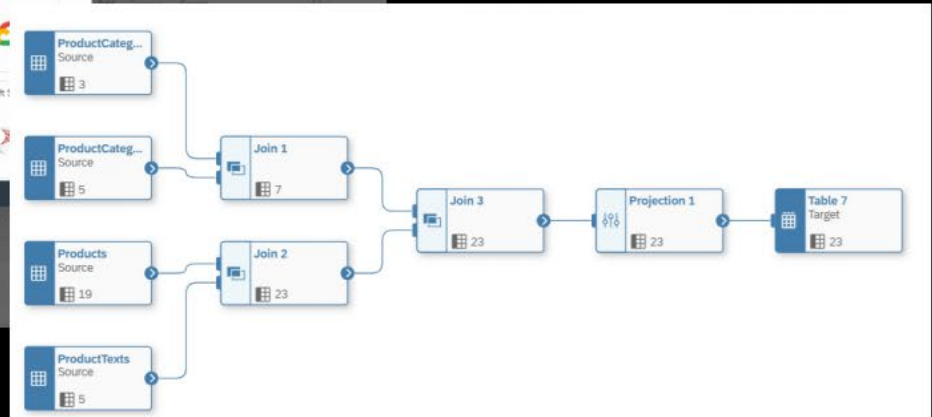 ProductCateg...
Source
3
ProductCateg...
Source
5
Join 1
7
Products
Source
19
Join 2
23
ProductTexts
Source
5
Join 3
23
Projection 1
23
Table 7
Target
23